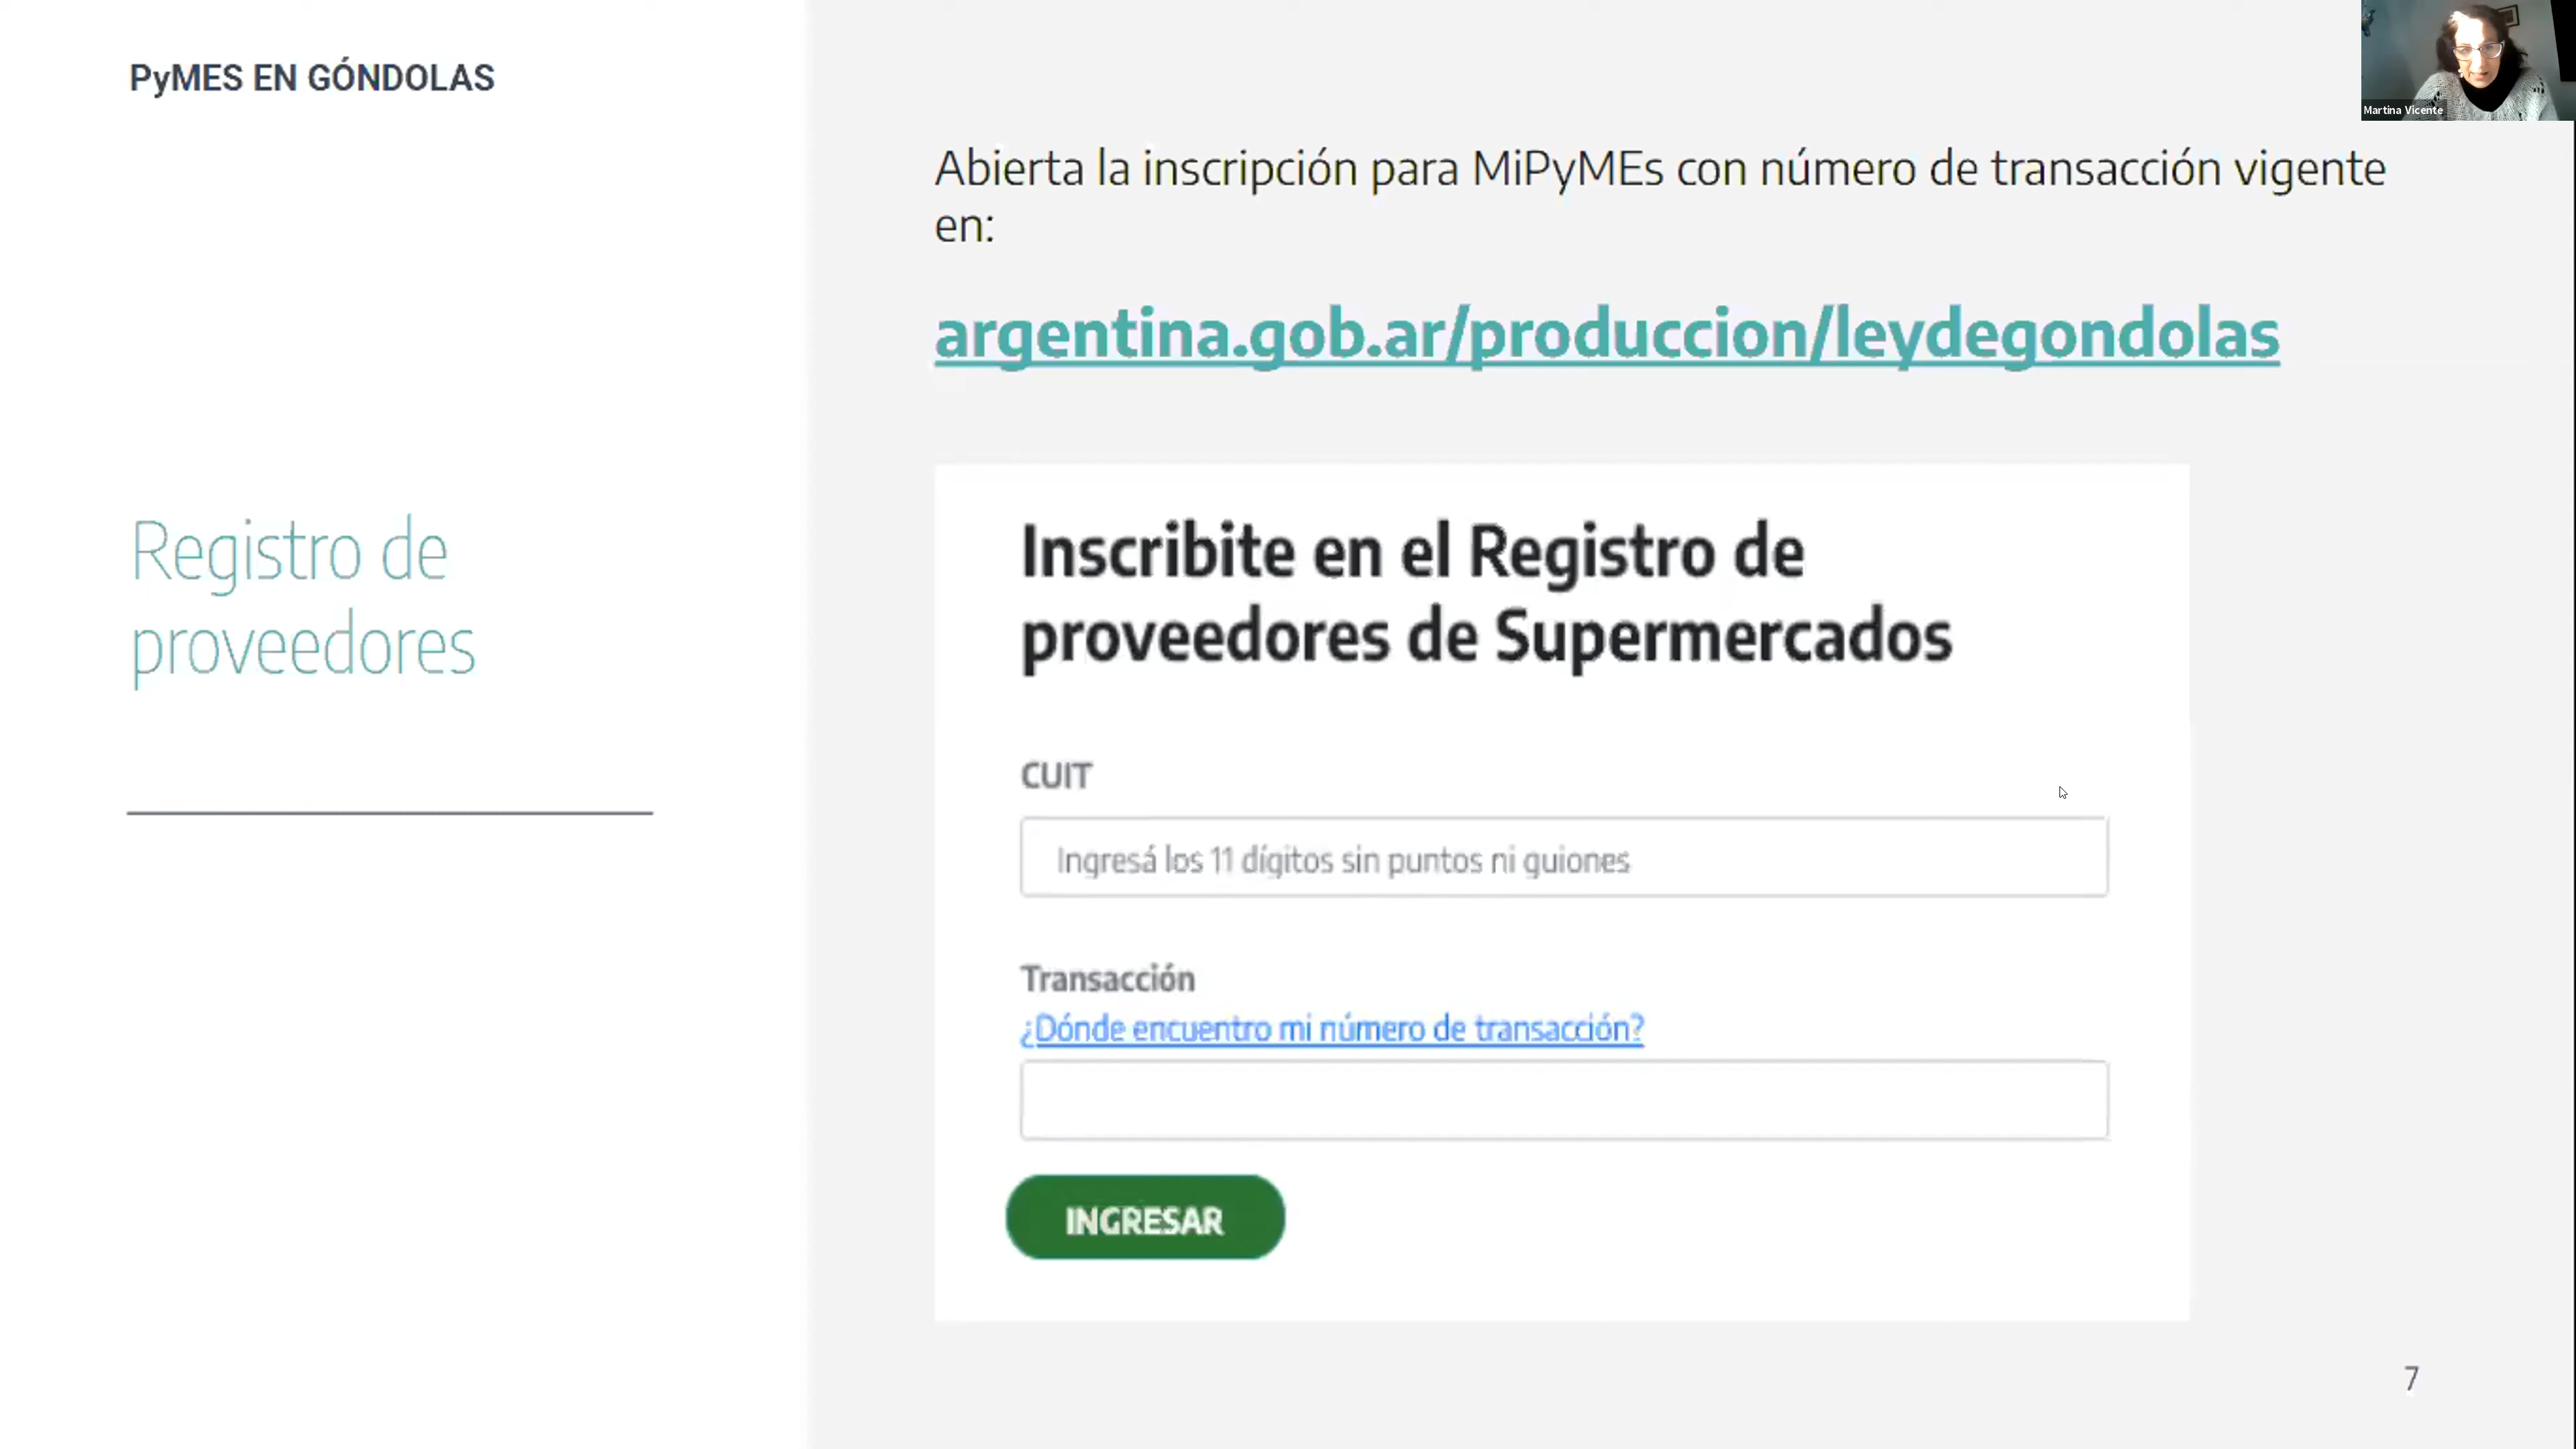 PyMES EN GÓNDOLAS
Registro de
proveedores
Martina Vicente
Abierta la inscripción para MiPyMEs con número de transacción vigente
en:
argentina.gob.ar/produccion/leydegondolas
Inscribite en el Registro de
proveedores de Supermercados
CUIT
Ingresá los 11 dígitos sin puntos ni guiones
Transacción
¿Dónde encuentro mi número de transacción?
INGRESAR
7